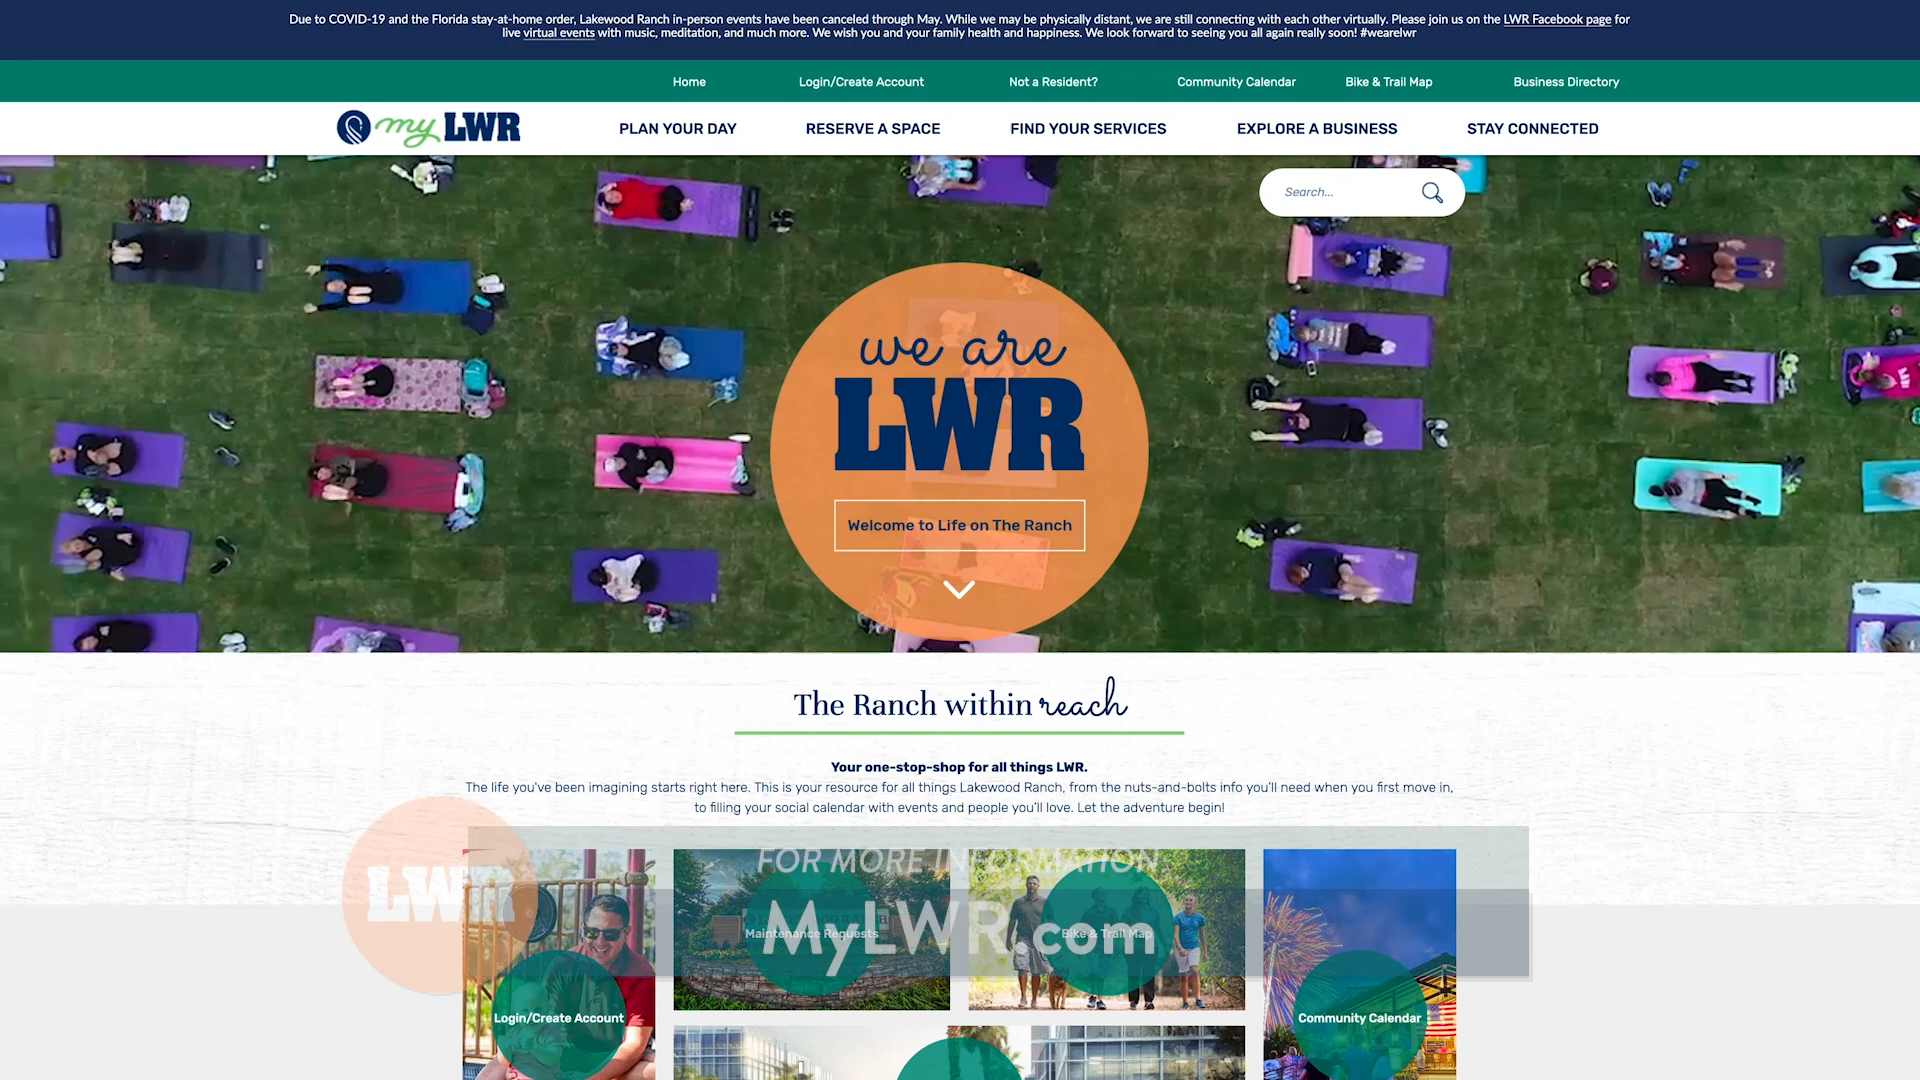 Due to COVID-19 and the Florida stay-at-home order, Lakewood Ranch in-person events have been canceled through May. While we may be physically distant, we are still connecting with each other virtually. Please join us on the LWR Facebook page for
live virtual events with music, meditation, and much more. We wish you and your family health and happiness. We look forward to seeing you all again really soon! #wearelwr
Home Login/Create Account Not a Resident? Community Calendar Bike & Trail Map Business Directory
my LWR PLAN YOUR DAY RESERVE A SPACE FIND YOUR SERVICES EXPLORE A BUSINESS STAY CONNECTED
Search...
we are
LWR
Welcome to Life on The Ranch
The Ranch within reach
Your one-stop-shop for all things LWR.
The life you've been imagining starts right here. This is your resource for all things Lakewood Ranch, from the nuts-and-bolts info you'll need when you first move in,
to filling your social calendar with events and people you'll love. Let the adventure begin!
FOR MORE INFORMATION
LWR
MyLWR.com
Maintenance Requests
Bike & Trail Map
Login/Create Account
Community Calendar